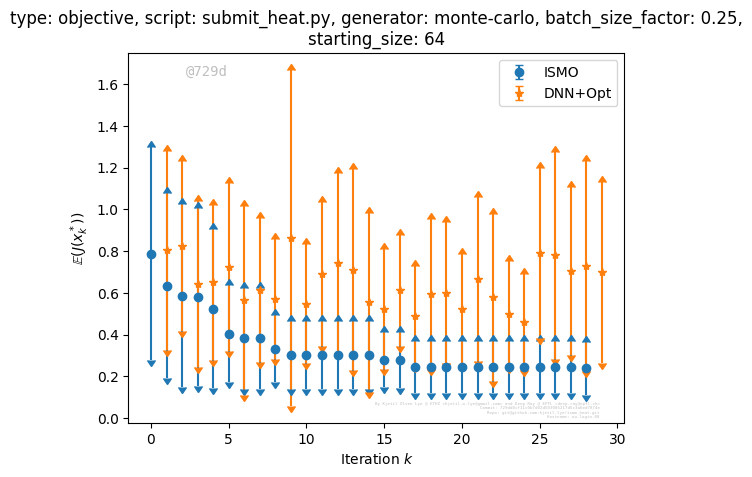 type: objective, script: submit_heat.py, generator: monte-carlo, batch_size_factor: 0.25,
starting_size: 64
@729d
ISMO
DNN+Opt
1.6
1.4
1.2
1.0
0.8
0.6
0.4
0.2
0.0
𝔼(J(x_k^*))
0
5
10
15
20
25
30
Iteration k